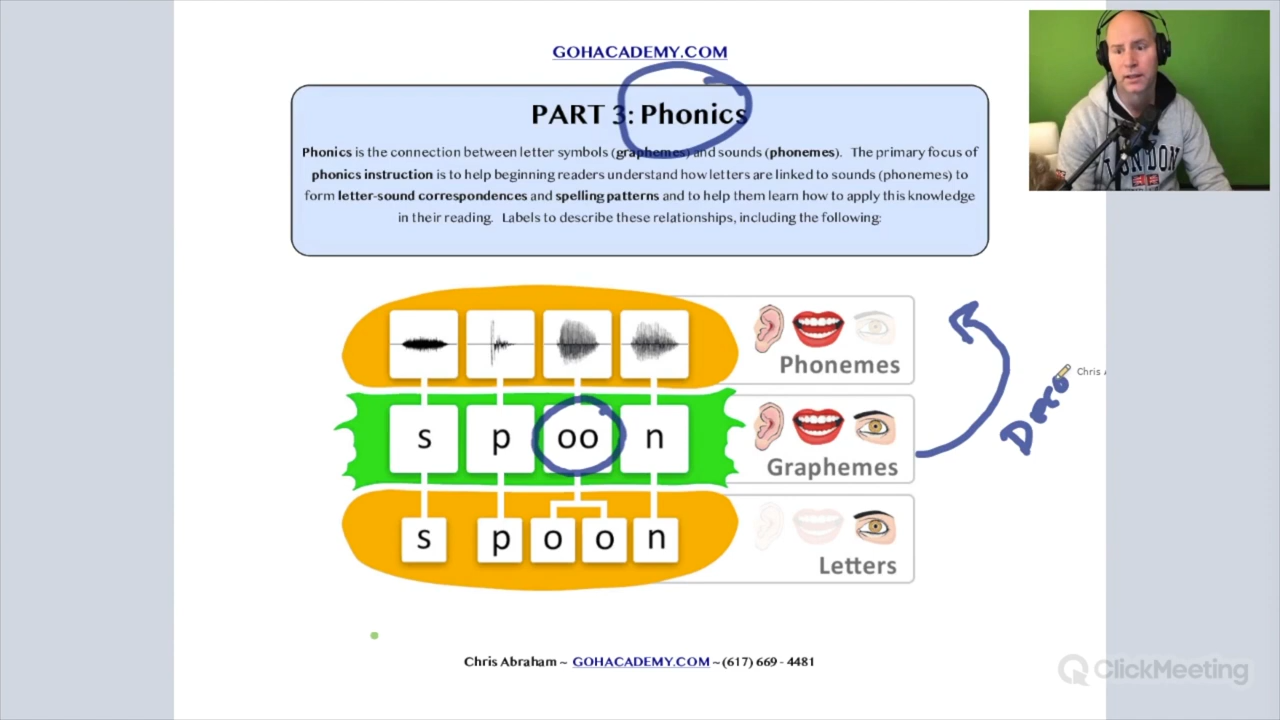 GOHACADEMY.COM
PART 3: Phonics
Phonics is the connection between letter symbols (graphemes) and sounds (phonemes). The primary focus of
phonics instruction is to help beginning readers understand how letters are linked to sounds (phonemes) to
form letter-sound correspondences and spelling patterns and to help them learn how to apply this knowledge
in their reading. Labels to describe these relationships, including the following:
Phonemes
s p oo n
Graphemes
s p o o n
Letters
Chris
LONDON
Chris Abraham ~ GOHACADEMY.COM ~ (617) 669 - 4481
ClickMeeting